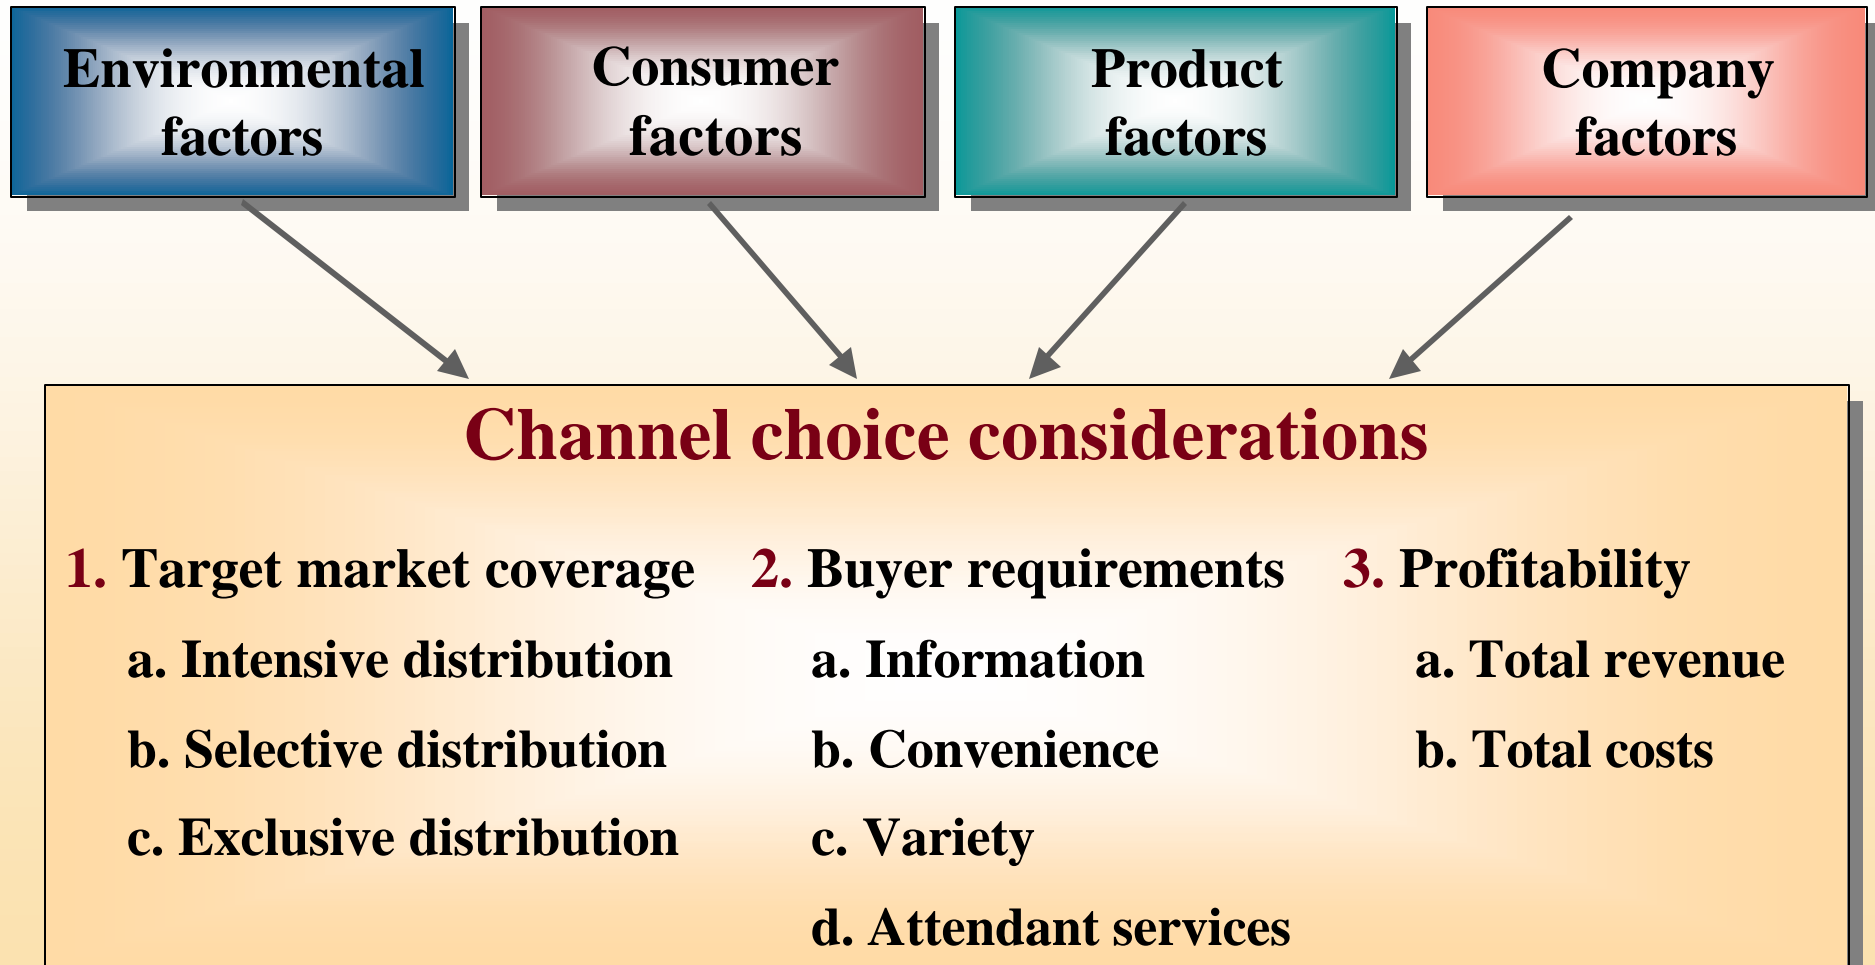 Environmental
factors
Consumer
factors
Product
factors
Company
factors
Channel choice considerations
1. Target market coverage
a. Intensive distribution
b. Selective distribution
c. Exclusive distribution
2. Buyer requirements
a. Information
b. Convenience
c. Variety
d. Attendant services
3. Profitability
a. Total revenue
b. Total costs